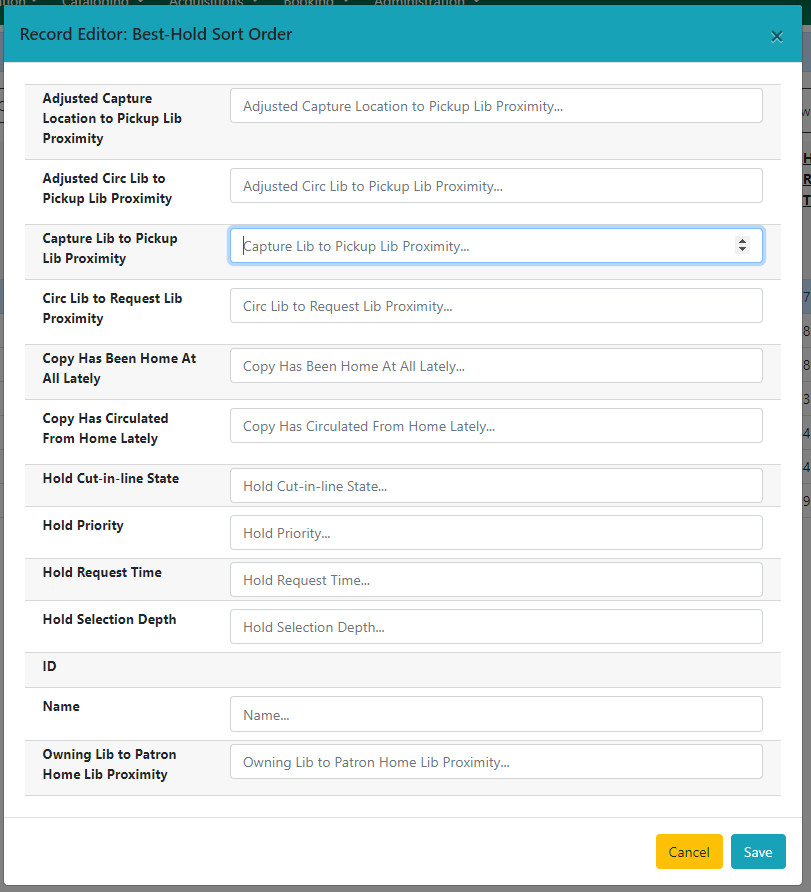 Cataloging Acquisitions Booking Administration
Record Editor: Best-Hold Sort Order ×
Adjusted Capture
Location to Pickup Lib
Proximity
Adjusted Capture Location to Pickup Lib Proximity...
Adjusted Circ Lib to
Pickup Lib Proximity
Adjusted Circ Lib to Pickup Lib Proximity...
Capture Lib to Pickup
Lib Proximity
Capture Lib to Pickup Lib Proximity...
Circ Lib to Request Lib
Proximity
Circ Lib to Request Lib Proximity...
Copy Has Been Home At
All Lately
Copy Has Been Home At All Lately...
Copy Has Circulated
From Home Lately
Copy Has Circulated From Home Lately...
Hold Cut-in-line State
Hold Cut-in-line State...
Hold Priority
Hold Priority...
Hold Request Time
Hold Request Time...
Hold Selection Depth
Hold Selection Depth...
ID
Name
Name...
Owning Lib to Patron
Home Lib Proximity
Owning Lib to Patron Home Lib Proximity...
Cancel Save